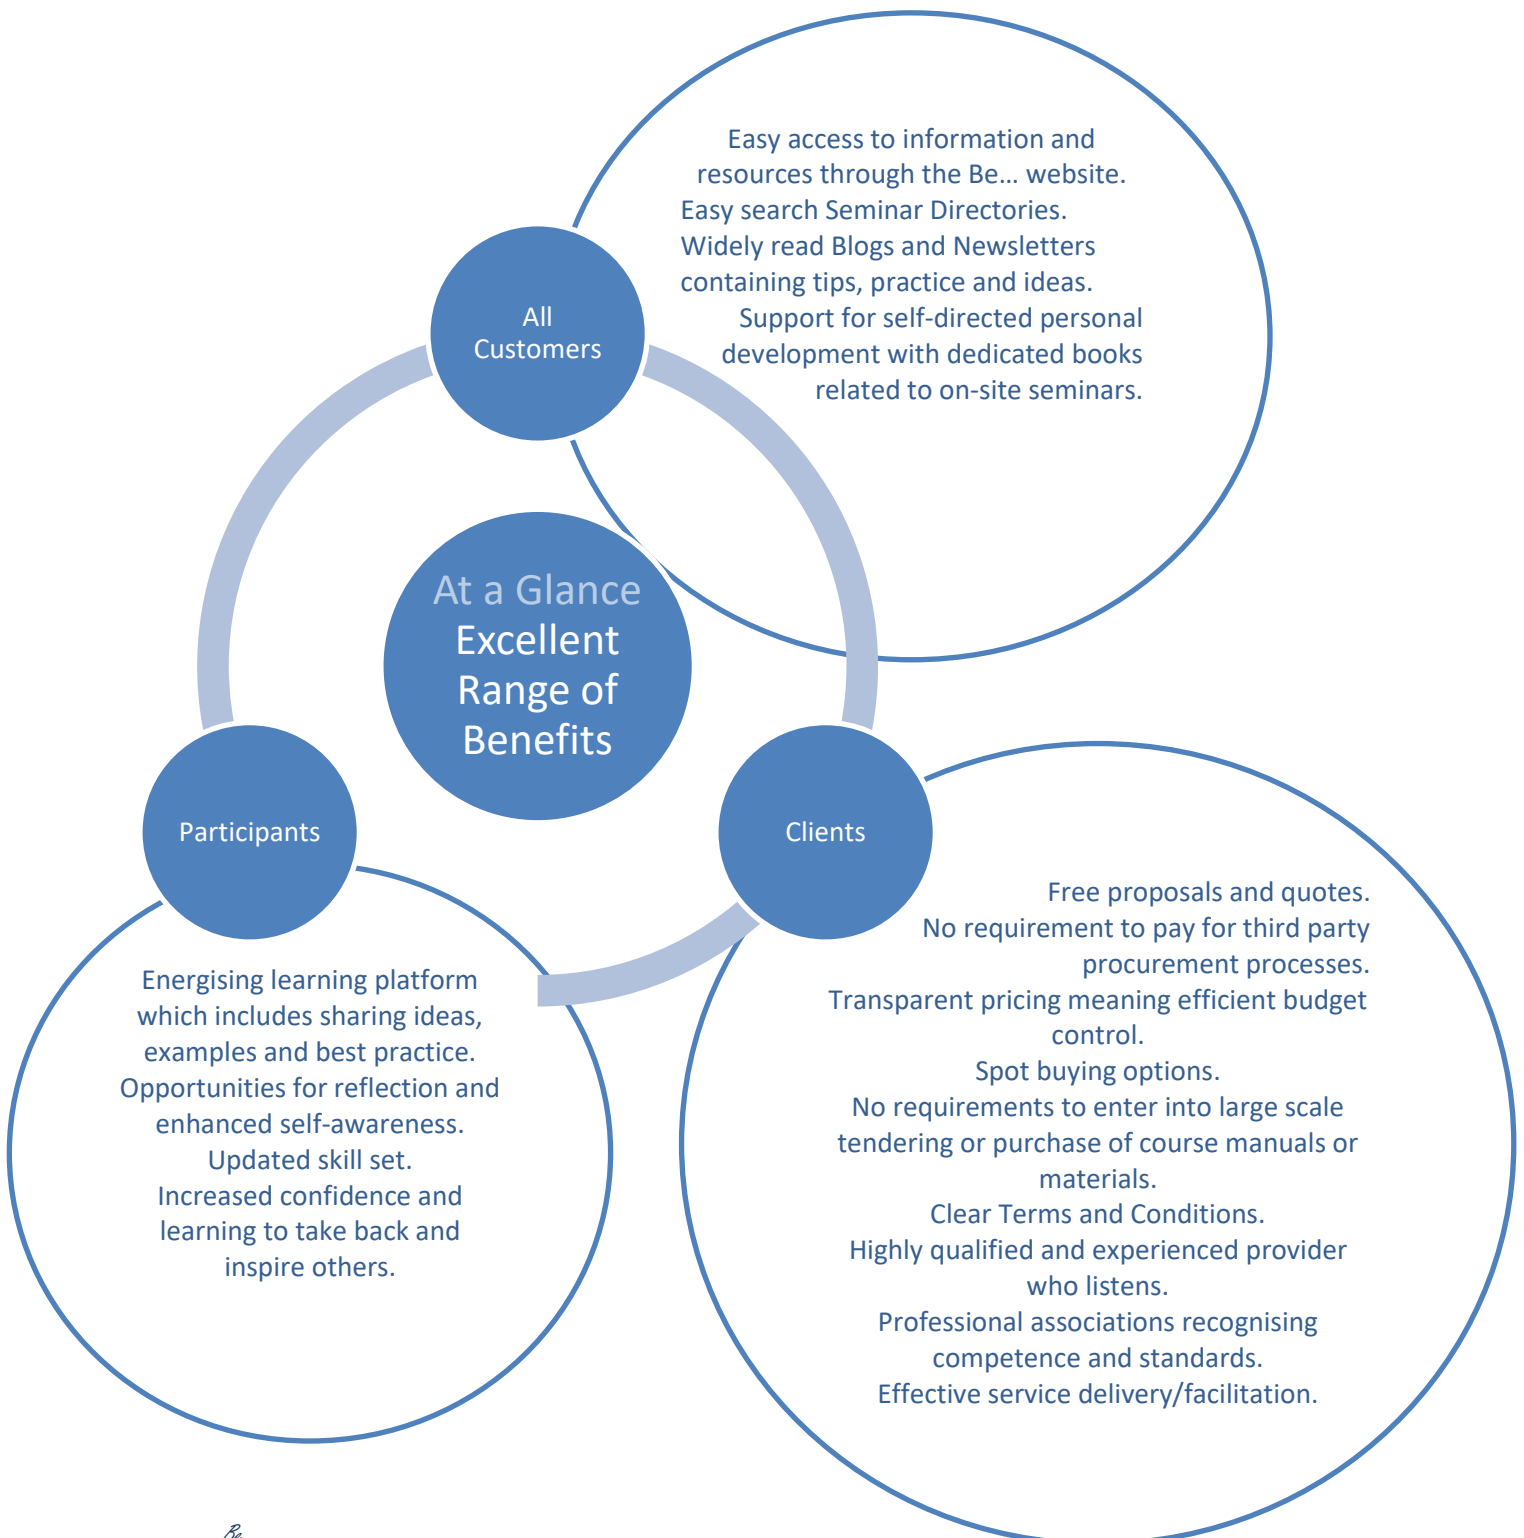 Easy access to information and
resources through the Be... website.
Easy search Seminar Directories.
Widely read Blogs and Newsletters
containing tips, practice and ideas.
Support for self-directed personal
development with dedicated books
related to on-site seminars.
All
Customers
At a Glance
Excellent
Range of
Benefits
Participants
Clients
Energising learning platform
which includes sharing ideas,
examples and best practice.
Opportunities for reflection and
enhanced self-awareness.
Updated skill set.
Increased confidence and
learning to take back and
inspire others.
Free proposals and quotes.
No requirement to pay for third party
procurement processes.
Transparent pricing meaning efficient budget
control.
Spot buying options.
No requirements to enter into large scale
tendering or purchase of course manuals or
materials.
Clear Terms and Conditions.
Highly qualified and experienced provider
who listens.
Professional associations recognising
competence and standards.
Effective service delivery/facilitation.
Be